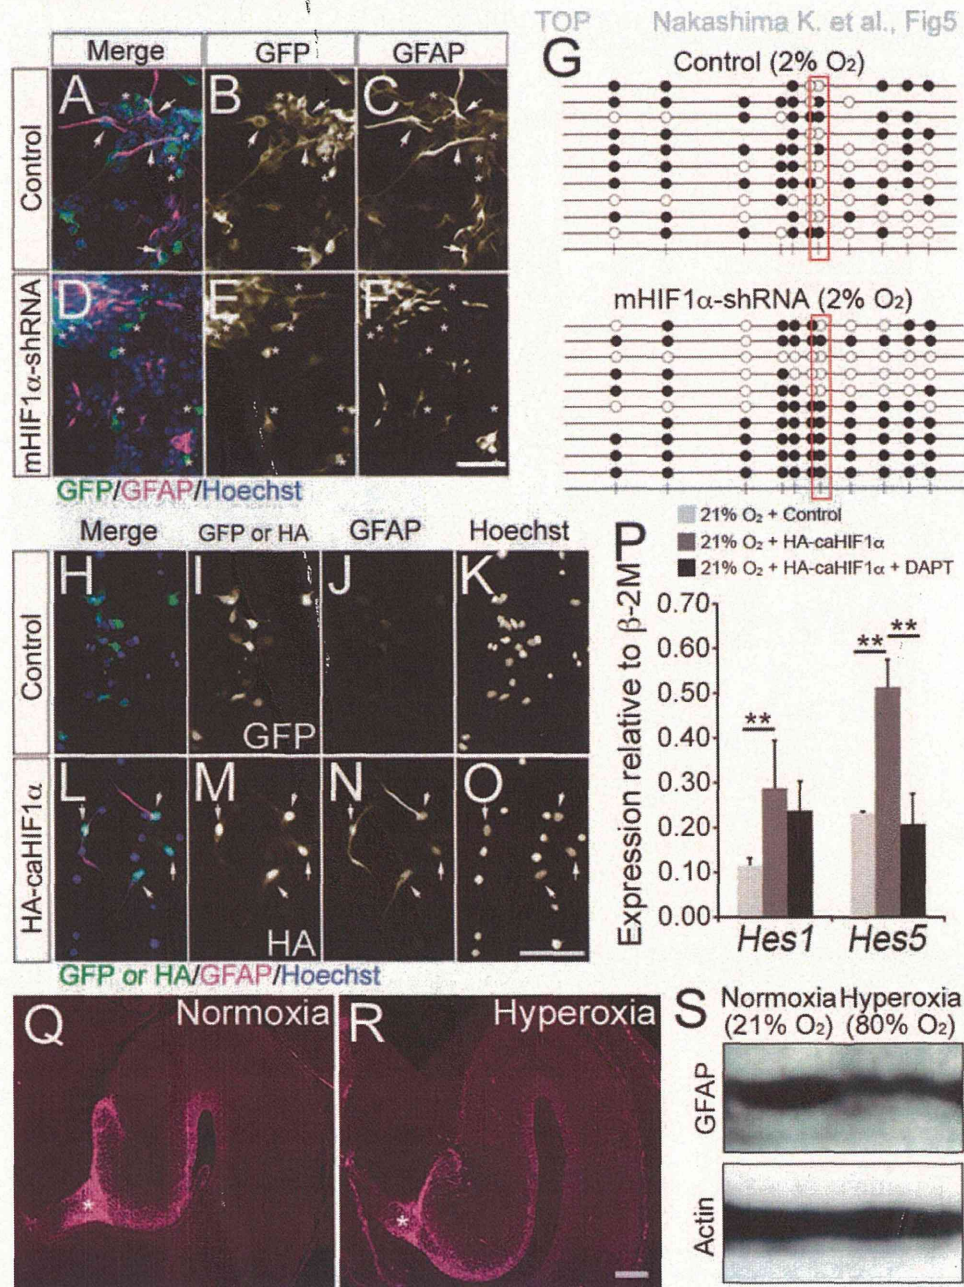 TOP Nakashima K. et al., Fig5
Merge GFP GFAP
Control
A B C
mHIF1α-shRNA
D E F
GFP/GFAP/Hoechst
G
Control (2% O₂)
mHIF1α-shRNA (2% O₂)
Merge GFP or HA GFAP Hoechst
Control
H I J K
GFP
HA-caHIF1α
L M N O
HA
GFP or HA/GFAP/Hoechst
P
21% O₂ + Control
21% O₂ + HA-caHIF1α
21% O₂ + HA-caHIF1α + DAPT
Expression relative to β-2M
0.70
0.60
0.50
0.40
0.30
0.20
0.10
0.00
** ** **
Hes1 Hes5
Q Normoxia
*
R Hyperoxia
*
S
Normoxia Hyperoxia
(21% O₂) (80% O₂)
GFAP
Actin